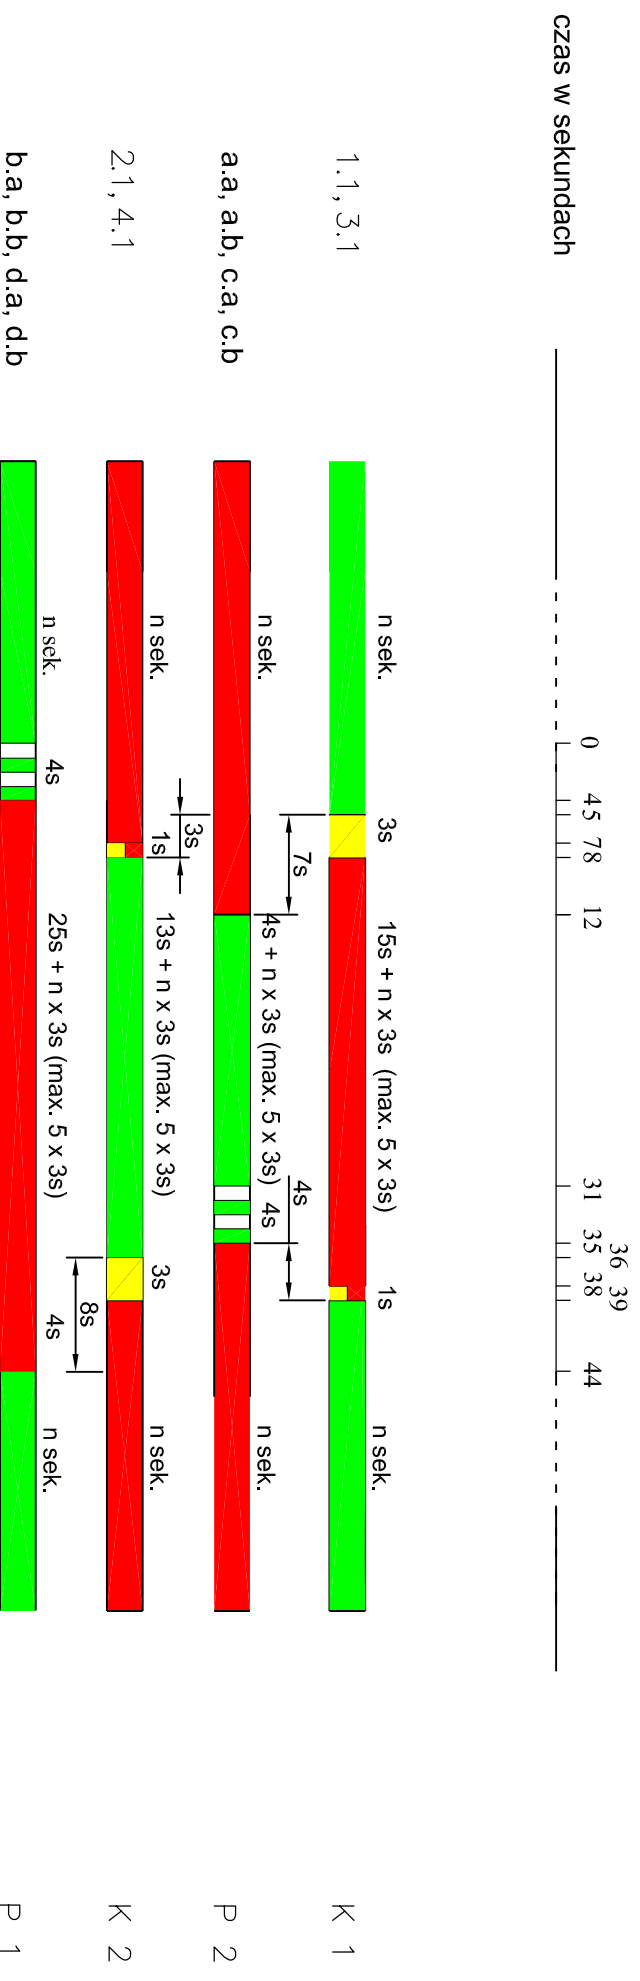 czas w sekundach
0
4 5
7 8
12
31
35
36
38
39
44
1.1, 3.1
n sek.
3s
15s + n x 3s (max. 5 x 3s)
1s
n sek.
K 1
7s
4s
a.a, a.b, c.a, c.b
n sek.
4s + n x 3s (max. 5 x 3s)
4s
n sek.
P 2
3s
2.1, 4.1
n sek.
1s
13s + n x 3s (max. 5 x 3s)
3s
n sek.
K 2
8s
b.a, b.b, d.a, d.b
n sek.
4s
25s + n x 3s (max. 5 x 3s)
4s
n sek.
P 1